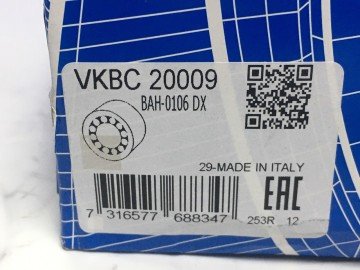 VKBC 20009
BAH-0106 DX
29-MADE IN ITALY
EAC
7 316577 688347
253R 12